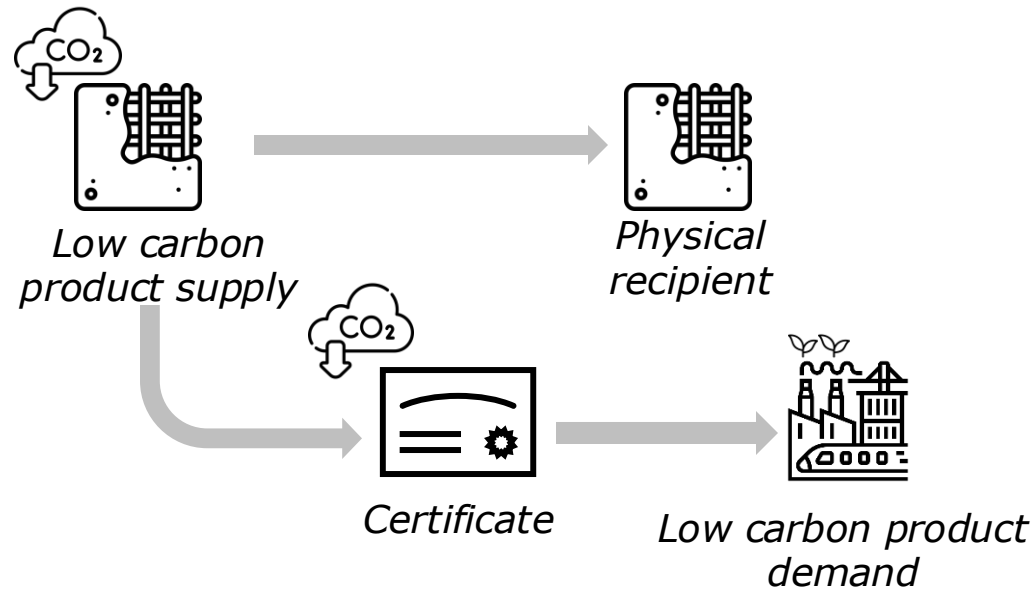 CO2
Low carbon
product supply
Physical
recipient
CO2
Certificate
Low carbon product
demand